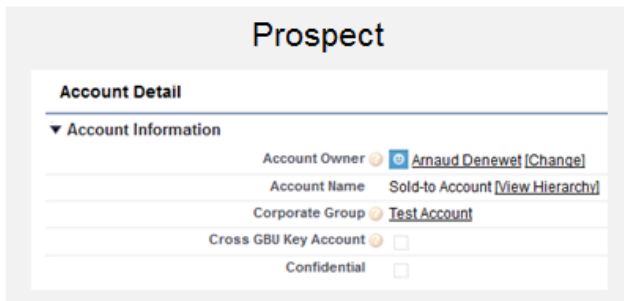 Prospect
Account Detail
▼ Account Information
Account Owner Arnaud Denewet [Change]
Account Name Sold-to Account [View Hierarchy]
Corporate Group Test Account
Cross GBU Key Account
Confidential